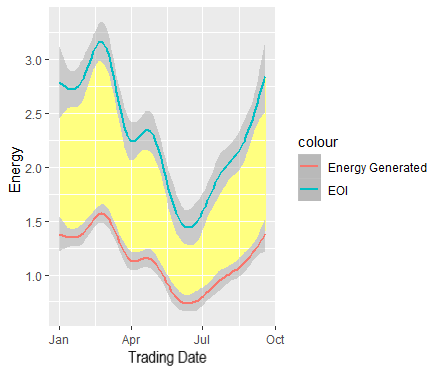 3.0
2.5
2.0
1.5
1.0
Energy
Jan
Apr
Jul
Oct
Trading Date
colour
Energy Generated
EOI